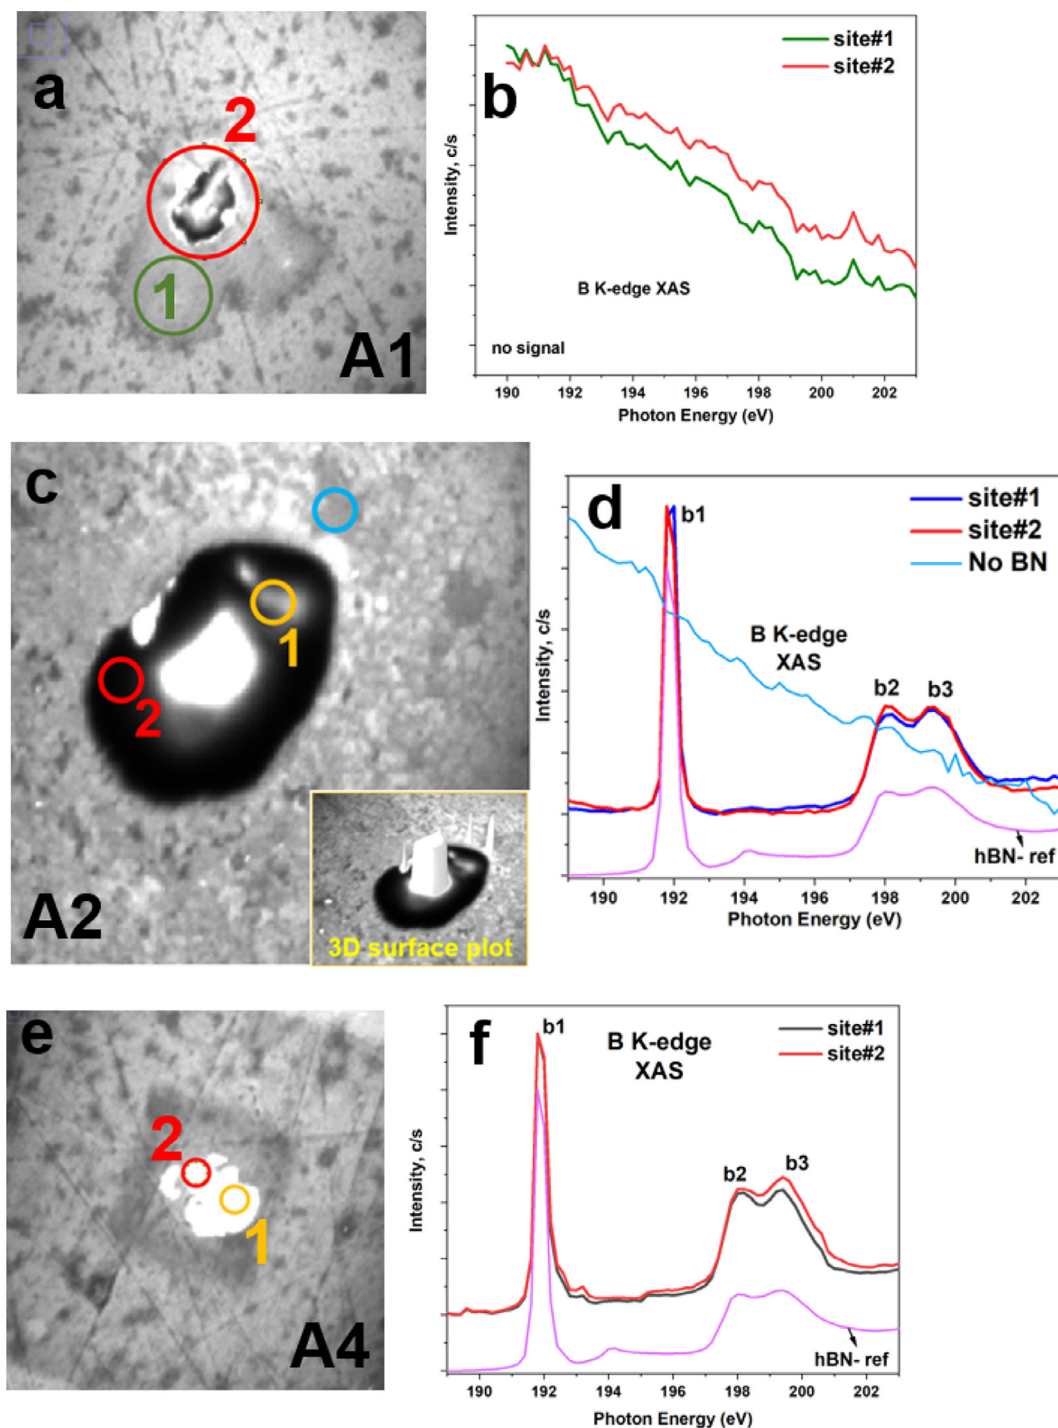 a
2
1
A1
b
site#1
site#2
Intensity, c/s
B K-edge XAS
no signal
190 192 194 196 198 200 202
Photon Energy (eV)
c
1
2
A2
3D surface plot
d
site#1
site#2
No BN
b1
B K-edge
XAS
b2 b3
hBN- ref
Intensity, c/s
190 192 194 196 198 200 202
Photon Energy (eV)
e
2
1
A4
f
b1
B K-edge
XAS
site#1
site#2
b2 b3
hBN- ref
Intensity, c/s
190 192 194 196 198 200 202
Photon Energy (eV)